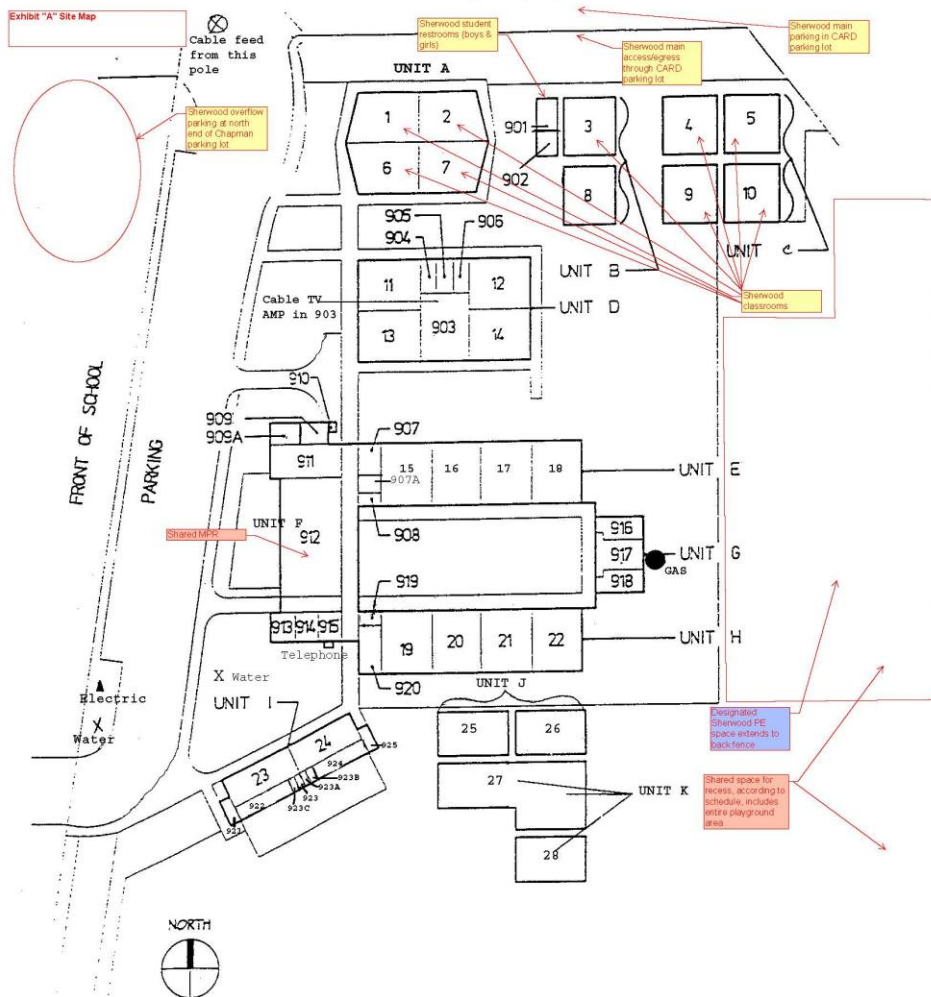 Exhibit "A" Site Map
Cable feed
from this
pole
Sherwood student
restrooms (boys &
girls)
Sherwood main
access/egress
through CARD
parking lot
Sherwood main
parking in CARD
parking lot
Sherwood overflow
parking at north
end of Chapman
parking lot
UNIT A
1
2
6
7
901
902
3
8
4
5
9
10
UNIT B
UNIT C
Sherwood
classrooms
905
904
906
11
12
Cable TV
AMP in 903
903
13
14
UNIT D
FRONT OF SCHOOL
PARKING
910
909
909A
911
907
15
16
17
18
907A
908
UNIT E
UNIT F
912
Shared MPR
916
917
918
UNIT G
GAS
919
913
914
915
Telephone
19
20
21
22
UNIT H
920
X Water
UNIT I
Electric
X
Water
UNIT J
25
26
27
28
UNIT K
23
24
925
924
923B
923A
923
923C
922
921
Designated
Sherwood PE
space extends to
back fence
Shared space for
recess, according to
schedule, includes
entire playground
area
NORTH